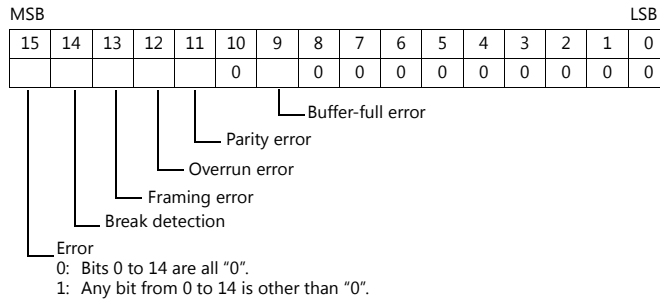 MSB LSB
15 14 13 12 11 10 9 8 7 6 5 4 3 2 1 0
0 0 0 0 0 0 0 0 0 0
Buffer-full error
Parity error
Overrun error
Framing error
Break detection
Error
0: Bits 0 to 14 are all “0”.
1: Any bit from 0 to 14 is other than “0”.